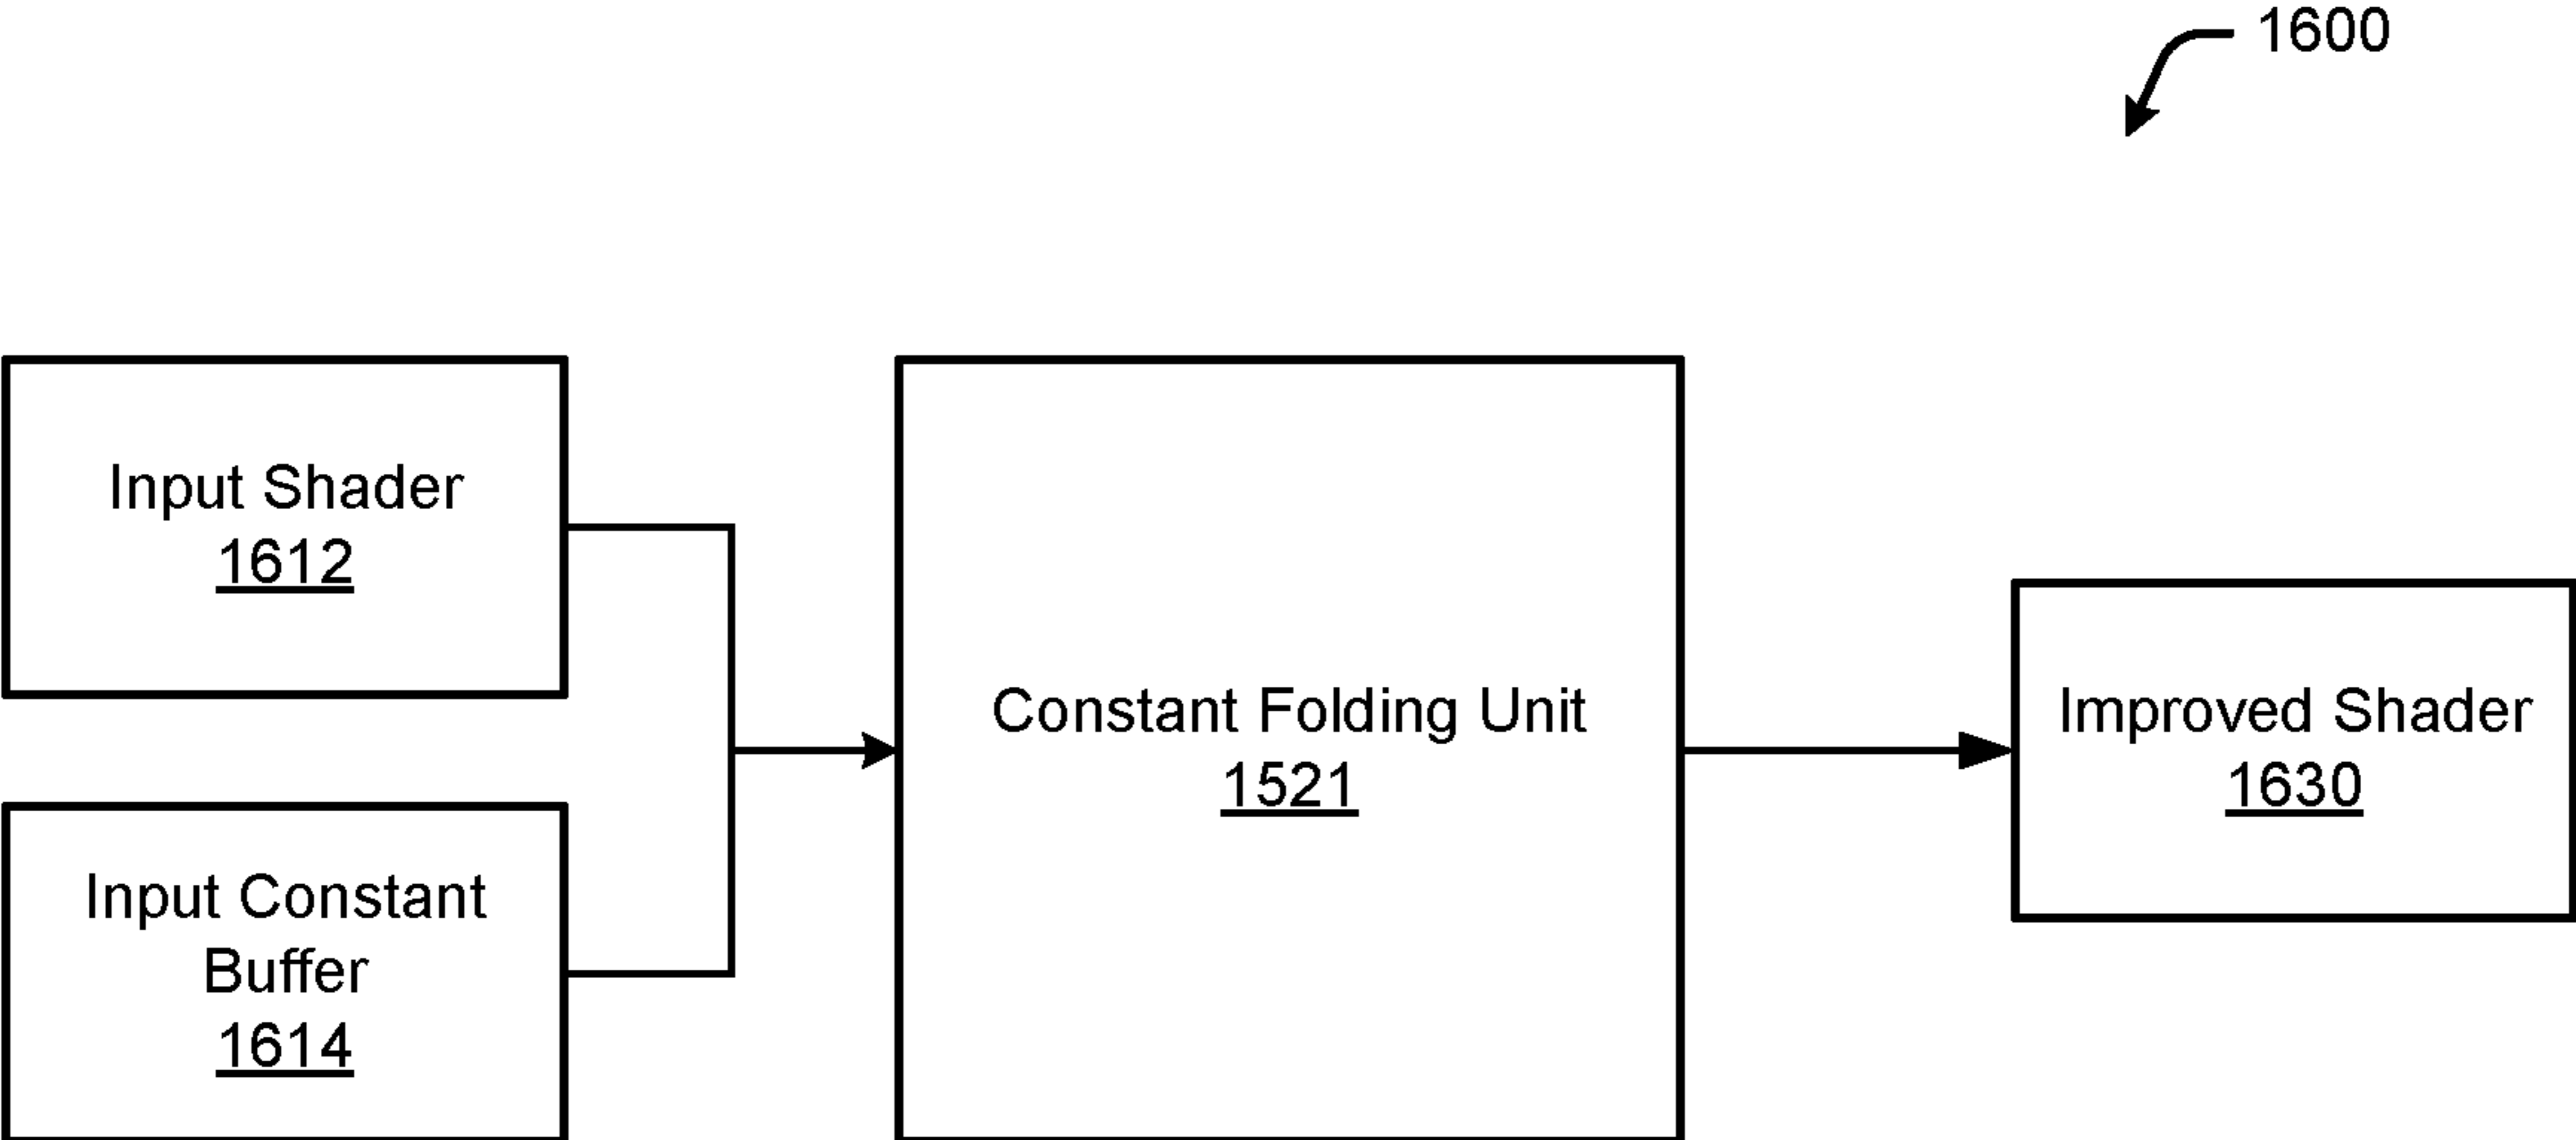 1600
Input Shader
1612
Input Constant
Buffer
1614
Constant Folding Unit
1521
Improved Shader
1630